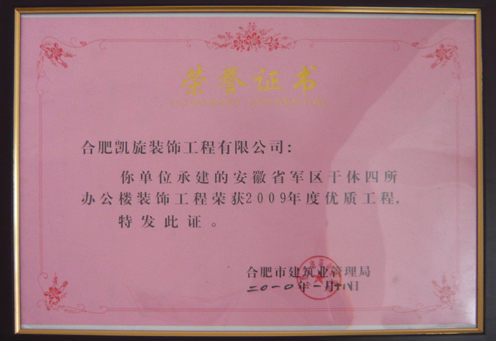 荣誉证书
合肥凯旋装饰工程有限公司:
你单位承建的安徽省军区干休四所
办公楼装饰工程荣获2009年度优质工程,
特发此证。
合肥市建筑业管理局
二〇一〇年一月 日